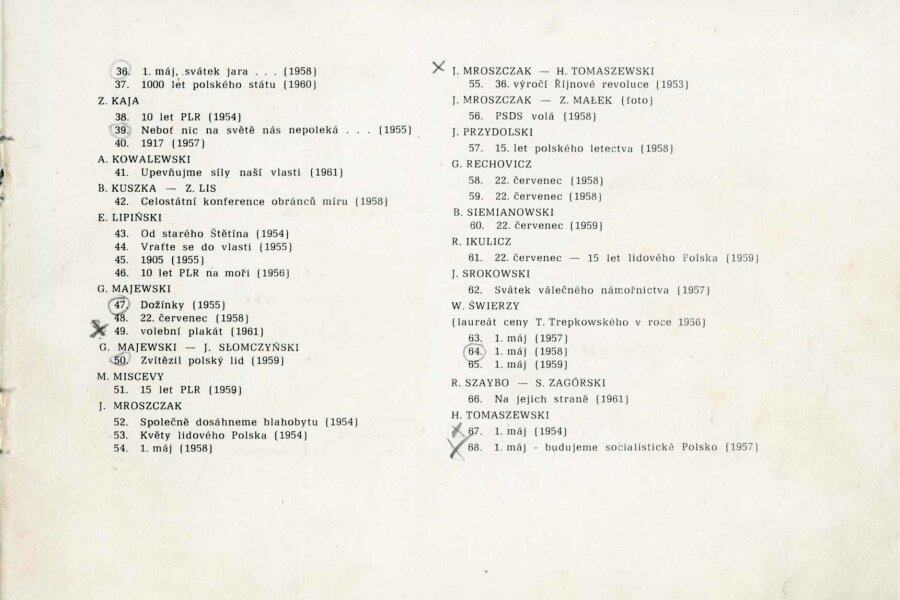 36. 1. máj, svátek jara . . . (1958)
37. 1000 let polského státu (1960)
Z. KAJA
38. 10 let PLR (1954)
39. Neboť nic na světě nás nepoleká . . . (1955)
40. 1917 (1957)
A. KOWALEWSKI
41. Upevňujme síly naší vlasti (1961)
B. KUSZKA — Z. LIS
42. Celostátní konference obránců míru (1958)
E. LIPIŃSKI
43. Od starého Štětína (1954)
44. Vraťte se do vlasti (1955)
45. 1905 (1955)
46. 10 let PLR na moři (1956)
G. MAJEWSKI
47. Dožínky (1955)
48. 22. červenec (1958)
49. volební plakát (1961)
G. MAJEWSKI — J. SŁOMCZYŃSKI
50. Zvítězil polský lid (1959)
M. MISCEVY
51. 15 let PLR (1959)
J. MROSZCZAK
52. Společně dosáhneme blahobytu (1954)
53. Květy lidového Polska (1954)
54. 1. máj (1958)
J. MROSZCZAK — H. TOMASZEWSKI
55. 36. výročí Říjnové revoluce (1953)
J. MROSZCZAK — Z. MAŁEK (foto)
56. PSDS volá (1958)
J. PRZYDOLSKI
57. 15. let polského letectva (1958)
G. RECHOVICZ
58. 22. červenec (1958)
59. 22. červenec (1958)
B. SIEMIANOWSKI
60. 22. červenec (1959)
R. IKULICZ
61. 22. červenec — 15 let lidového Polska (1959)
J. SROKOWSKI
62. Svátek válečného námořnictva (1957)
W. ŚWIERZY
(laureát ceny T. Trepkowského v roce 1956)
63. 1. máj (1957)
64. 1. máj (1958)
65. 1. máj (1959)
R. SZAYBO — S. ZAGÓRSKI
66. Na jejich straně (1961)
H. TOMASZEWSKI
67. 1. máj (1954)
68. 1. máj - budujeme socialistické Polsko (1957)